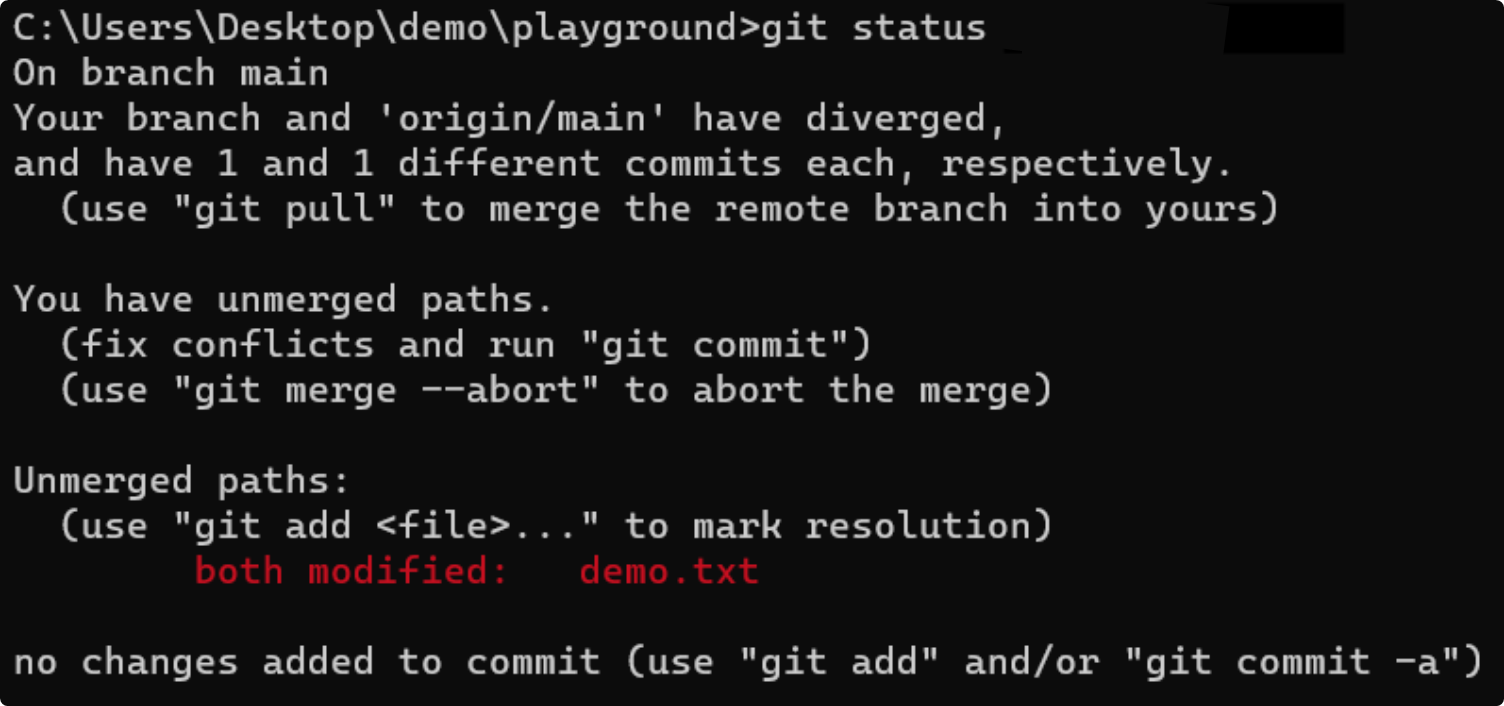 C:\Users\Desktop\demo\playground>git status
On branch main
Your branch and 'origin/main' have diverged,
and have 1 and 1 different commits each, respectively.
  (use "git pull" to merge the remote branch into yours)

You have unmerged paths.
  (fix conflicts and run "git commit")
  (use "git merge --abort" to abort the merge)

Unmerged paths:
  (use "git add <file>..." to mark resolution)
        both modified:   demo.txt

no changes added to commit (use "git add" and/or "git commit -a")